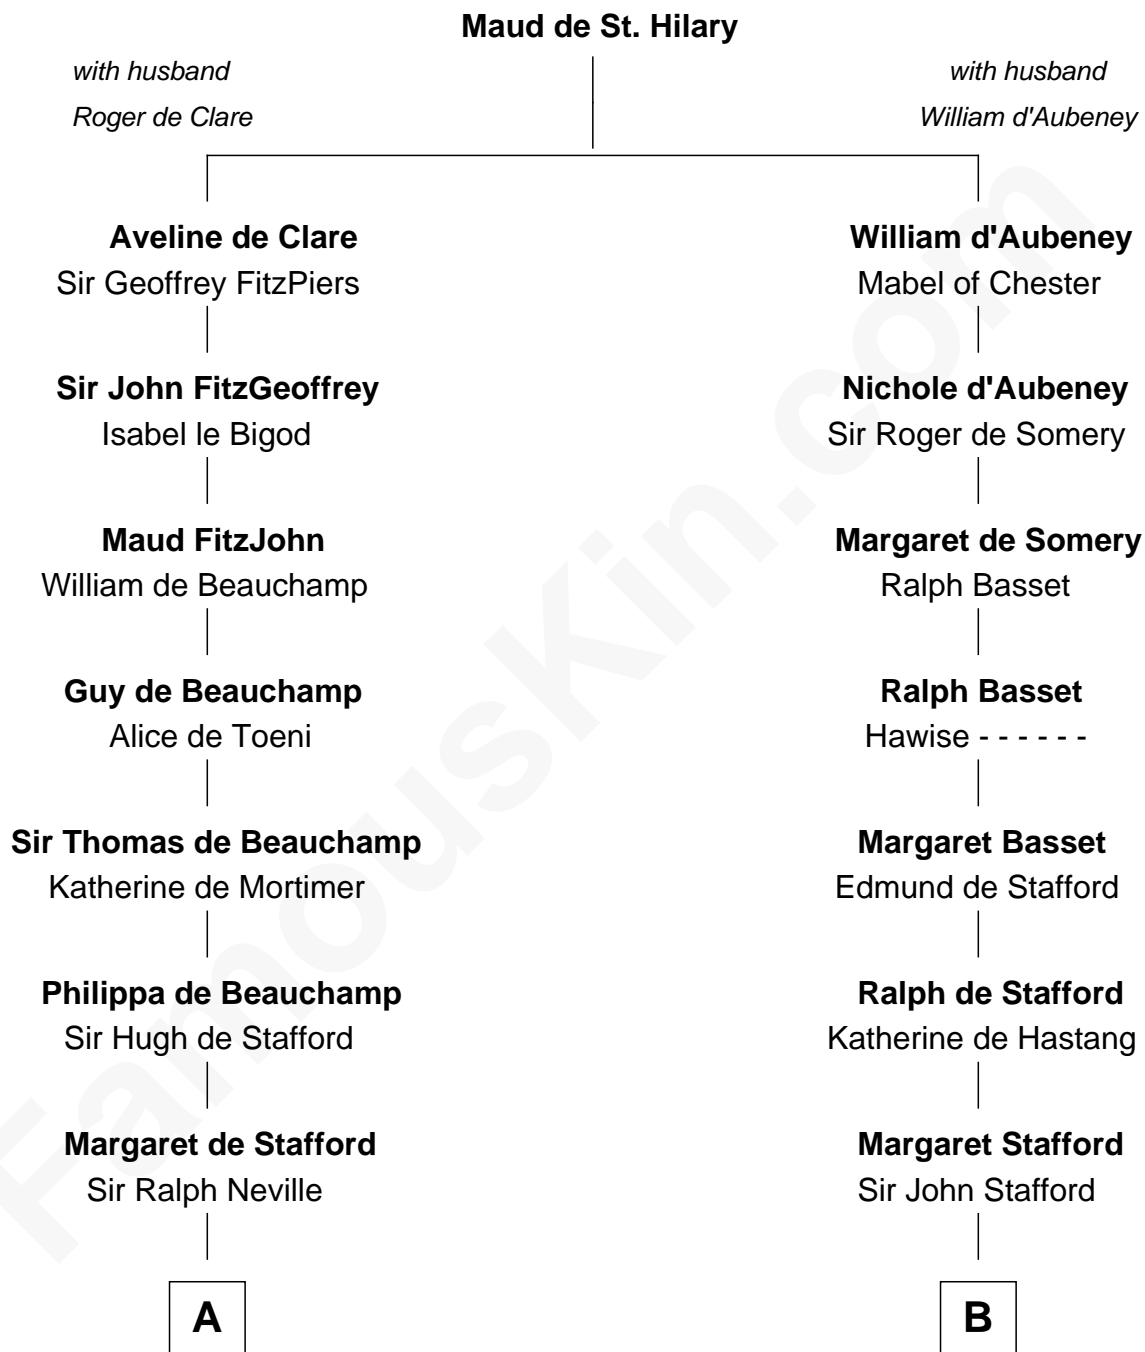 Maud de St. Hilary
with husband
Roger de Clare
with husband
William d'Aubeney
Aveline de Clare
Sir Geoffrey FitzPiers
William d'Aubeney
Mabel of Chester
Sir John FitzGeoffrey
Isabel le Bigod
Nichole d'Aubeney
Sir Roger de Somery
Maud FitzJohn
William de Beauchamp
Margaret de Somery
Ralph Basset
Guy de Beauchamp
Alice de Toeni
Ralph Basset
Hawise - - - - - -
Sir Thomas de Beauchamp
Katherine de Mortimer
Margaret Basset
Edmund de Stafford
Philippa de Beauchamp
Sir Hugh de Stafford
Ralph de Stafford
Katherine de Hastang
Margaret de Stafford
Sir Ralph Neville
Margaret Stafford
Sir John Stafford
A
B
FamousKin.com